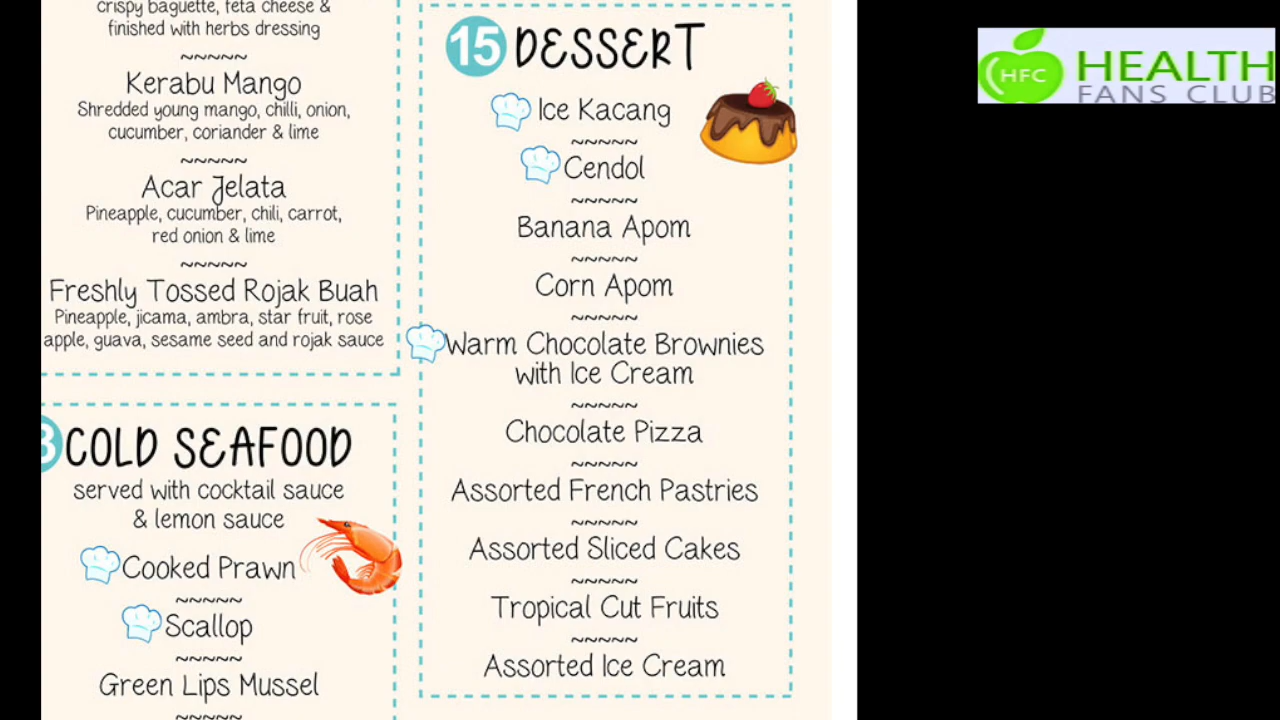 crispy baguette, feta cheese &
finished with herbs dressing
~~~~~
Kerabu Mango
Shredded young mango, chilli, onion,
cucumber, coriander & lime
~~~~~
Acar Jelata
Pineapple, cucumber, chili, carrot,
red onion & lime
~~~~~
Freshly Tossed Rojak Buah
Pineapple, jicama, ambra, star fruit, rose
apple, guava, sesame seed and rojak sauce
3 COLD SEAFOOD
served with cocktail sauce
& lemon sauce
Cooked Prawn
~~~~~
Scallop
~~~~~
Green Lips Mussel
~~~~~
15 DESSERT
Ice Kacang
~~~~~
Cendol
~~~~~
Banana Apom
~~~~~
Corn Apom
~~~~~
Warm Chocolate Brownies
with Ice Cream
~~~~~
Chocolate Pizza
~~~~~
Assorted French Pastries
~~~~~
Assorted Sliced Cakes
~~~~~
Tropical Cut Fruits
~~~~~
Assorted Ice Cream
HFC
HEALTH
FANS CLUB